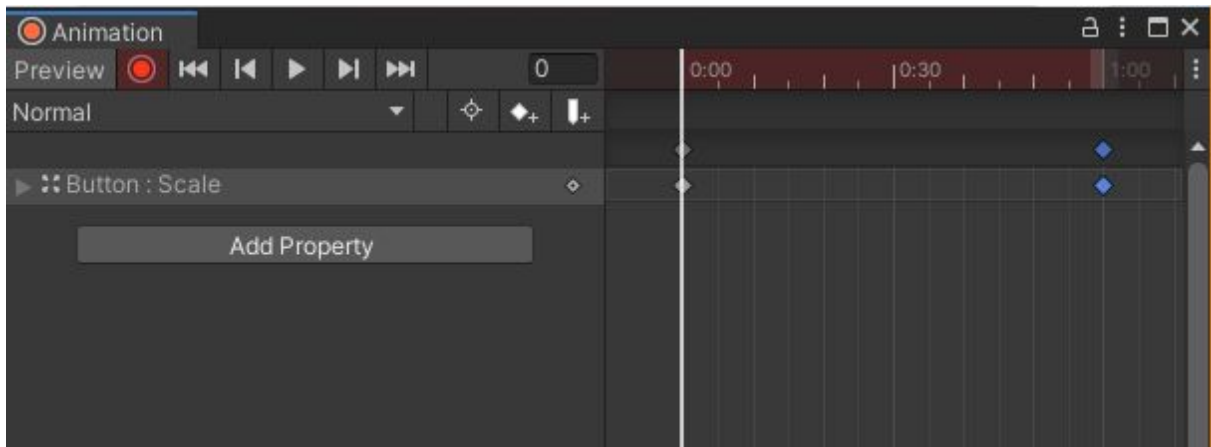 Animation
Preview 0 0:00 0:30 1:00
Normal
Button : Scale
Add Property